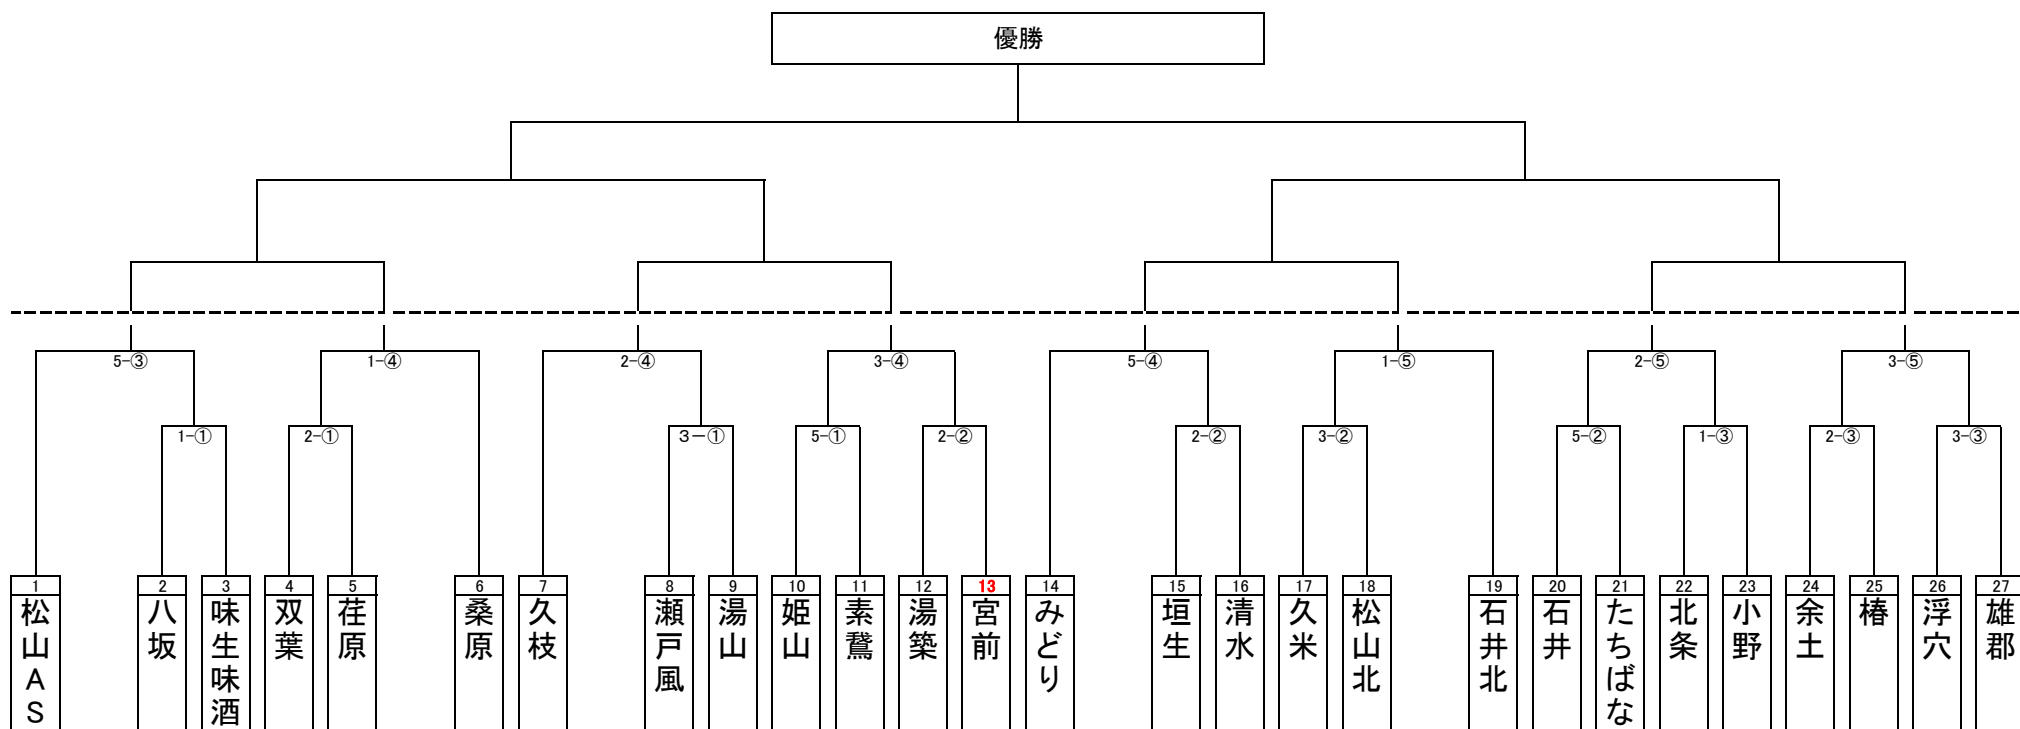 優勝
5-③
1-④
2-④
3-④
5-④
1-⑤
2-⑤
3-⑤
1-①
2-①
3-①
5-①
2-②
2-②
3-②
5-②
1-③
2-③
3-③
1
2
3
4
5
6
7
8
9
10
11
12
13
14
15
16
17
18
19
20
21
22
23
24
25
26
27
松山AS
八坂
味生味酒
双葉
荏原
桑原
久枝
瀬戸風
湯山
姫山
素鵞
湯築
宮前
みどり
垣生
清水
久米
松山北
石井北
石井
たちばな
北条
小野
余土
椿
浮穴
雄郡